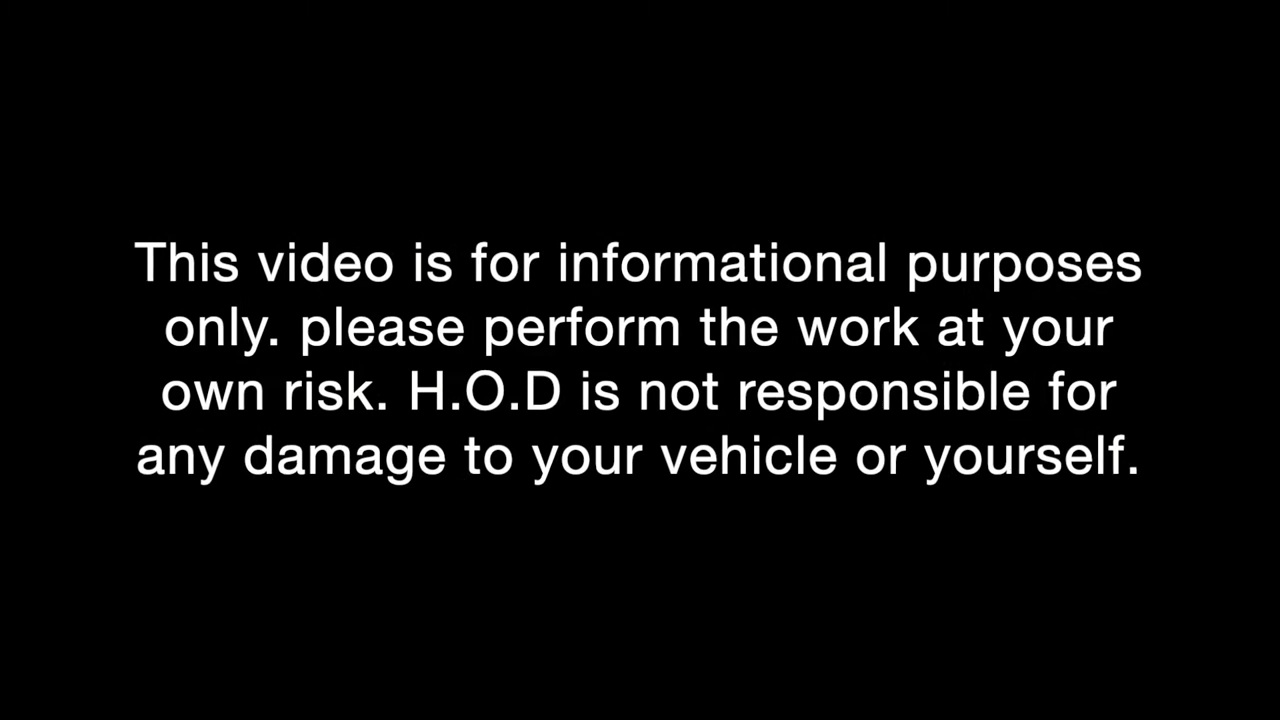 This video is for informational purposes
only. please perform the work at your
own risk. H.O.D is not responsible for
any damage to your vehicle or yourself.